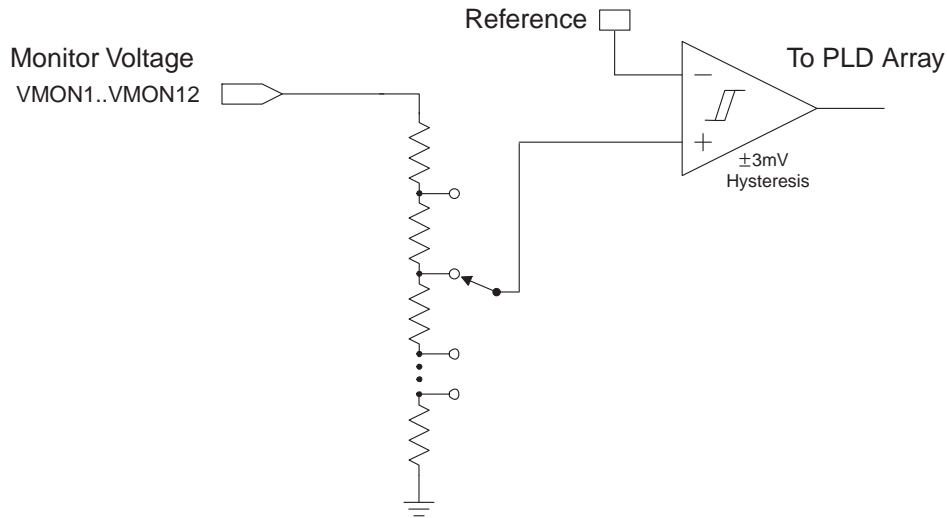 Reference
Monitor Voltage
VMON1..VMON12
To PLD Array
±3mV
Hysteresis